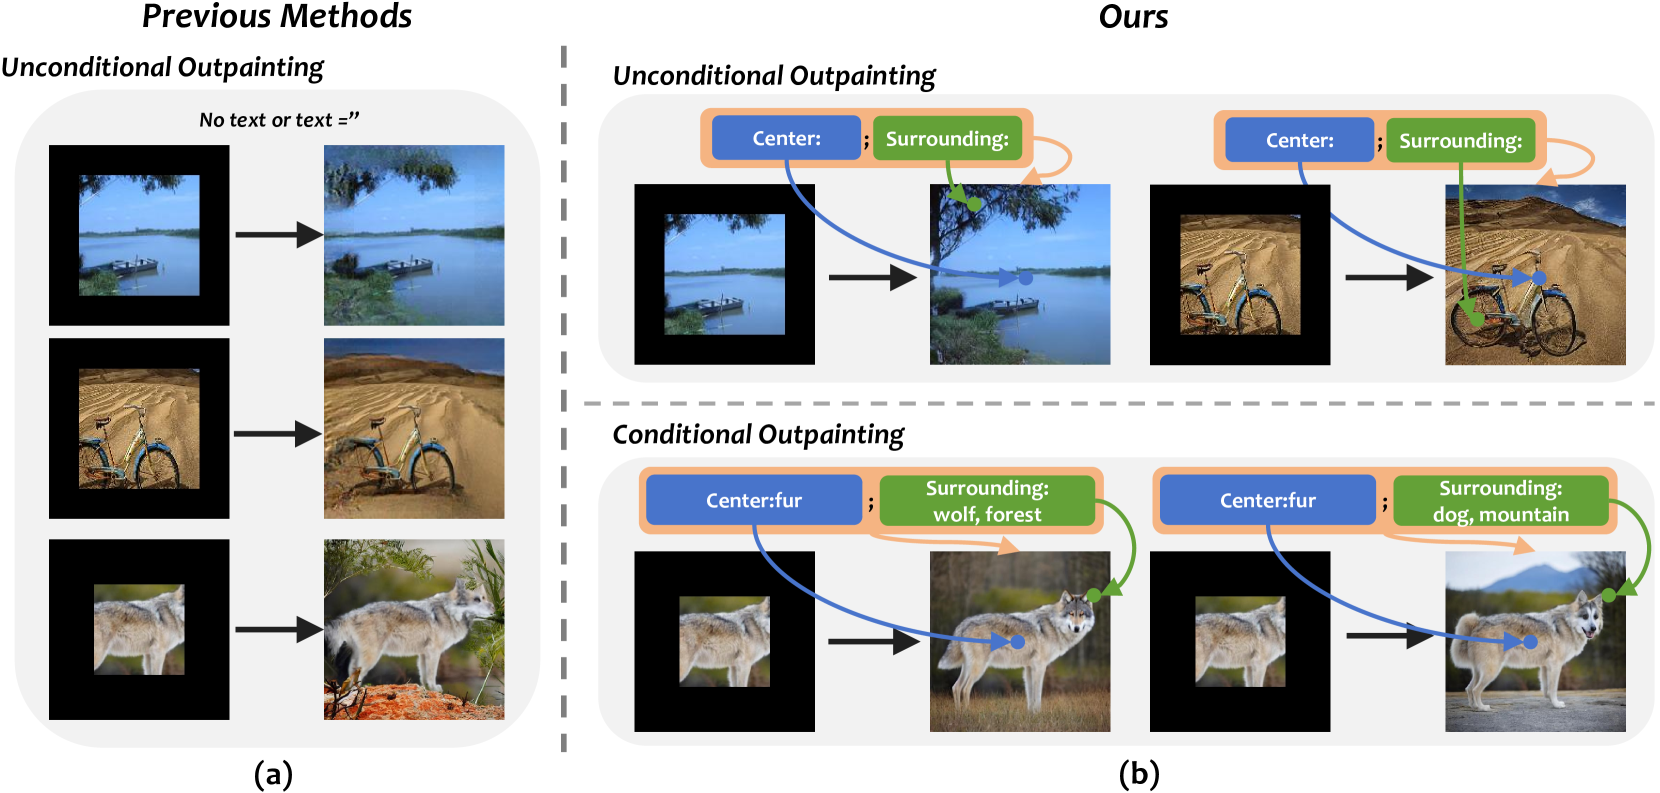 Previous Methods
Unconditional Outpainting
No text or text =”
(a)
Ours
Unconditional Outpainting
Center: ; Surrounding:
Center: ; Surrounding:
Conditional Outpainting
Center:fur ; Surrounding:
wolf, forest
Center:fur ; Surrounding:
dog, mountain
(b)